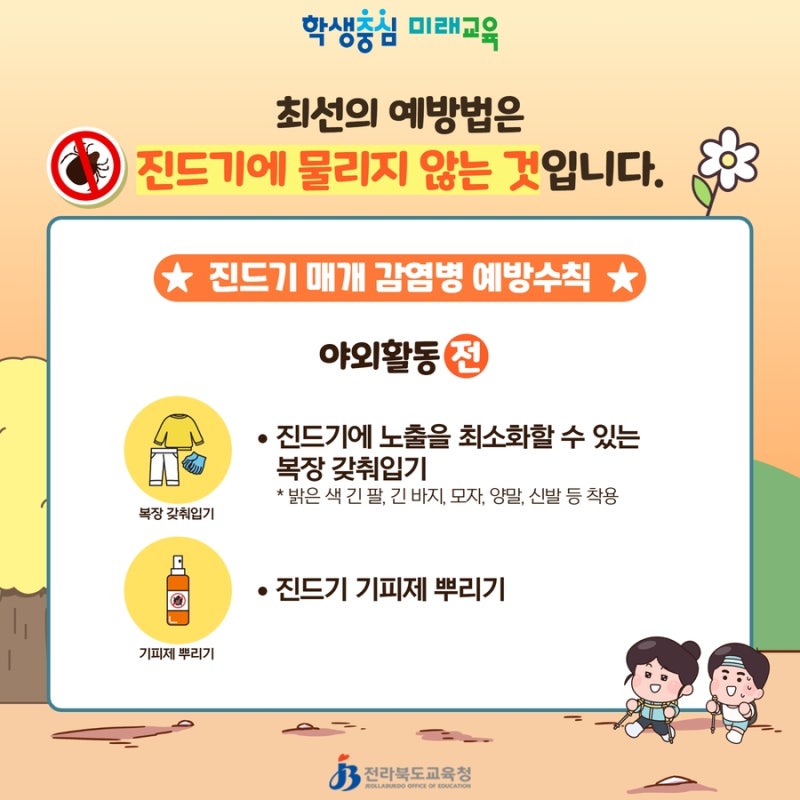 학생중심 미래교육
최선의 예방법은
진드기에 물리지 않는 것입니다.
★ 진드기 매개 감염병 예방수칙 ★
야외활동 전
• 진드기에 노출을 최소화할 수 있는
복장 갖춰입기
* 밝은 색 긴 팔, 긴 바지, 모자, 양말, 신발 등 착용
복장 갖춰입기
• 진드기 기피제 뿌리기
기피제 뿌리기
전라북도교육청
JEOLLABUKDO OFFICE OF EDUCATION